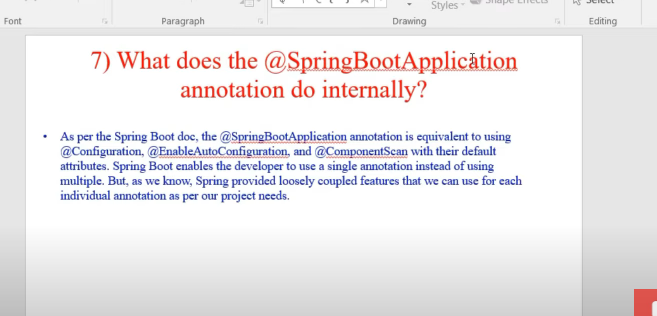 Styles
Shape Effects
Select
Font
Paragraph
Drawing
Editing
7) What does the @SpringBootApplication
annotation do internally?
• As per the Spring Boot doc, the @SpringBootApplication annotation is equivalent to using
@Configuration, @EnableAutoConfiguration, and @ComponentScan with their default
attributes. Spring Boot enables the developer to use a single annotation instead of using
multiple. But, as we know, Spring provided loosely coupled features that we can use for each
individual annotation as per our project needs.